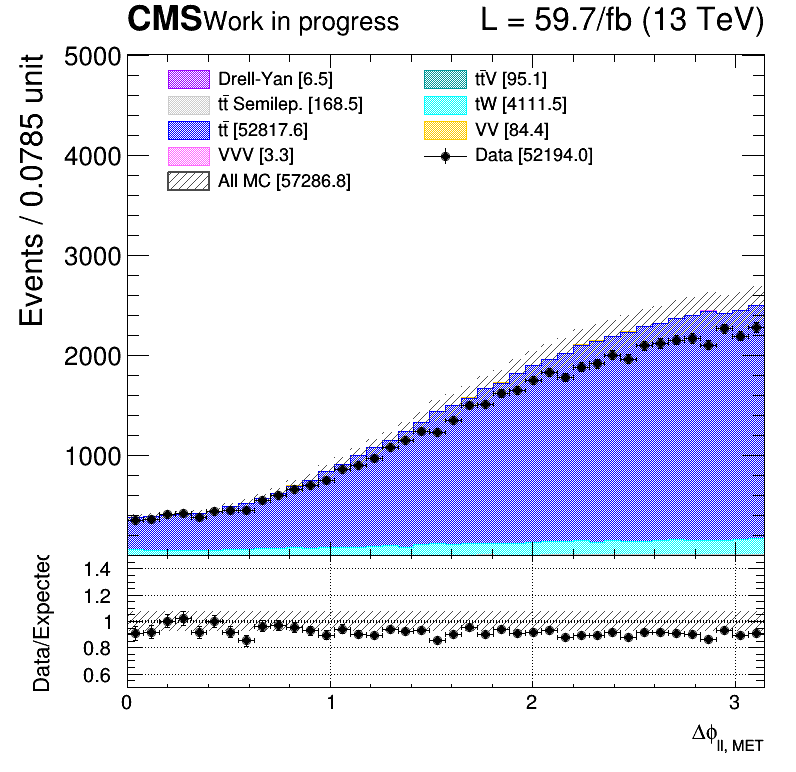 CMS Work in progress L = 59.7/fb (13 TeV)
Events / 0.0785 unit
5000
4000
3000
2000
1000
Drell-Yan [6.5]
tt̄ Semilep. [168.5]
tt̄ [52817.6]
VVV [3.3]
All MC [57286.8]
tt̄V [95.1]
tW [4111.5]
VV [84.4]
Data [52194.0]
Data/Expected
1.4
1.2
1
0.8
0.6
0 1 2 3
Δϕll, MET